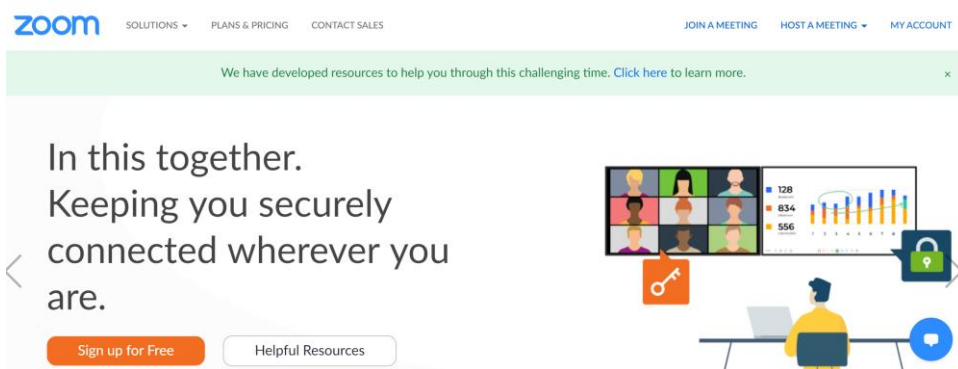 zoom SOLUTIONS PLANS & PRICING CONTACT SALES JOIN A MEETING HOST A MEETING MY ACCOUNT
We have developed resources to help you through this challenging time. Click here to learn more. ×
In this together.
Keeping you securely
connected wherever you
are.
Sign up for Free Helpful Resources
128
834
556